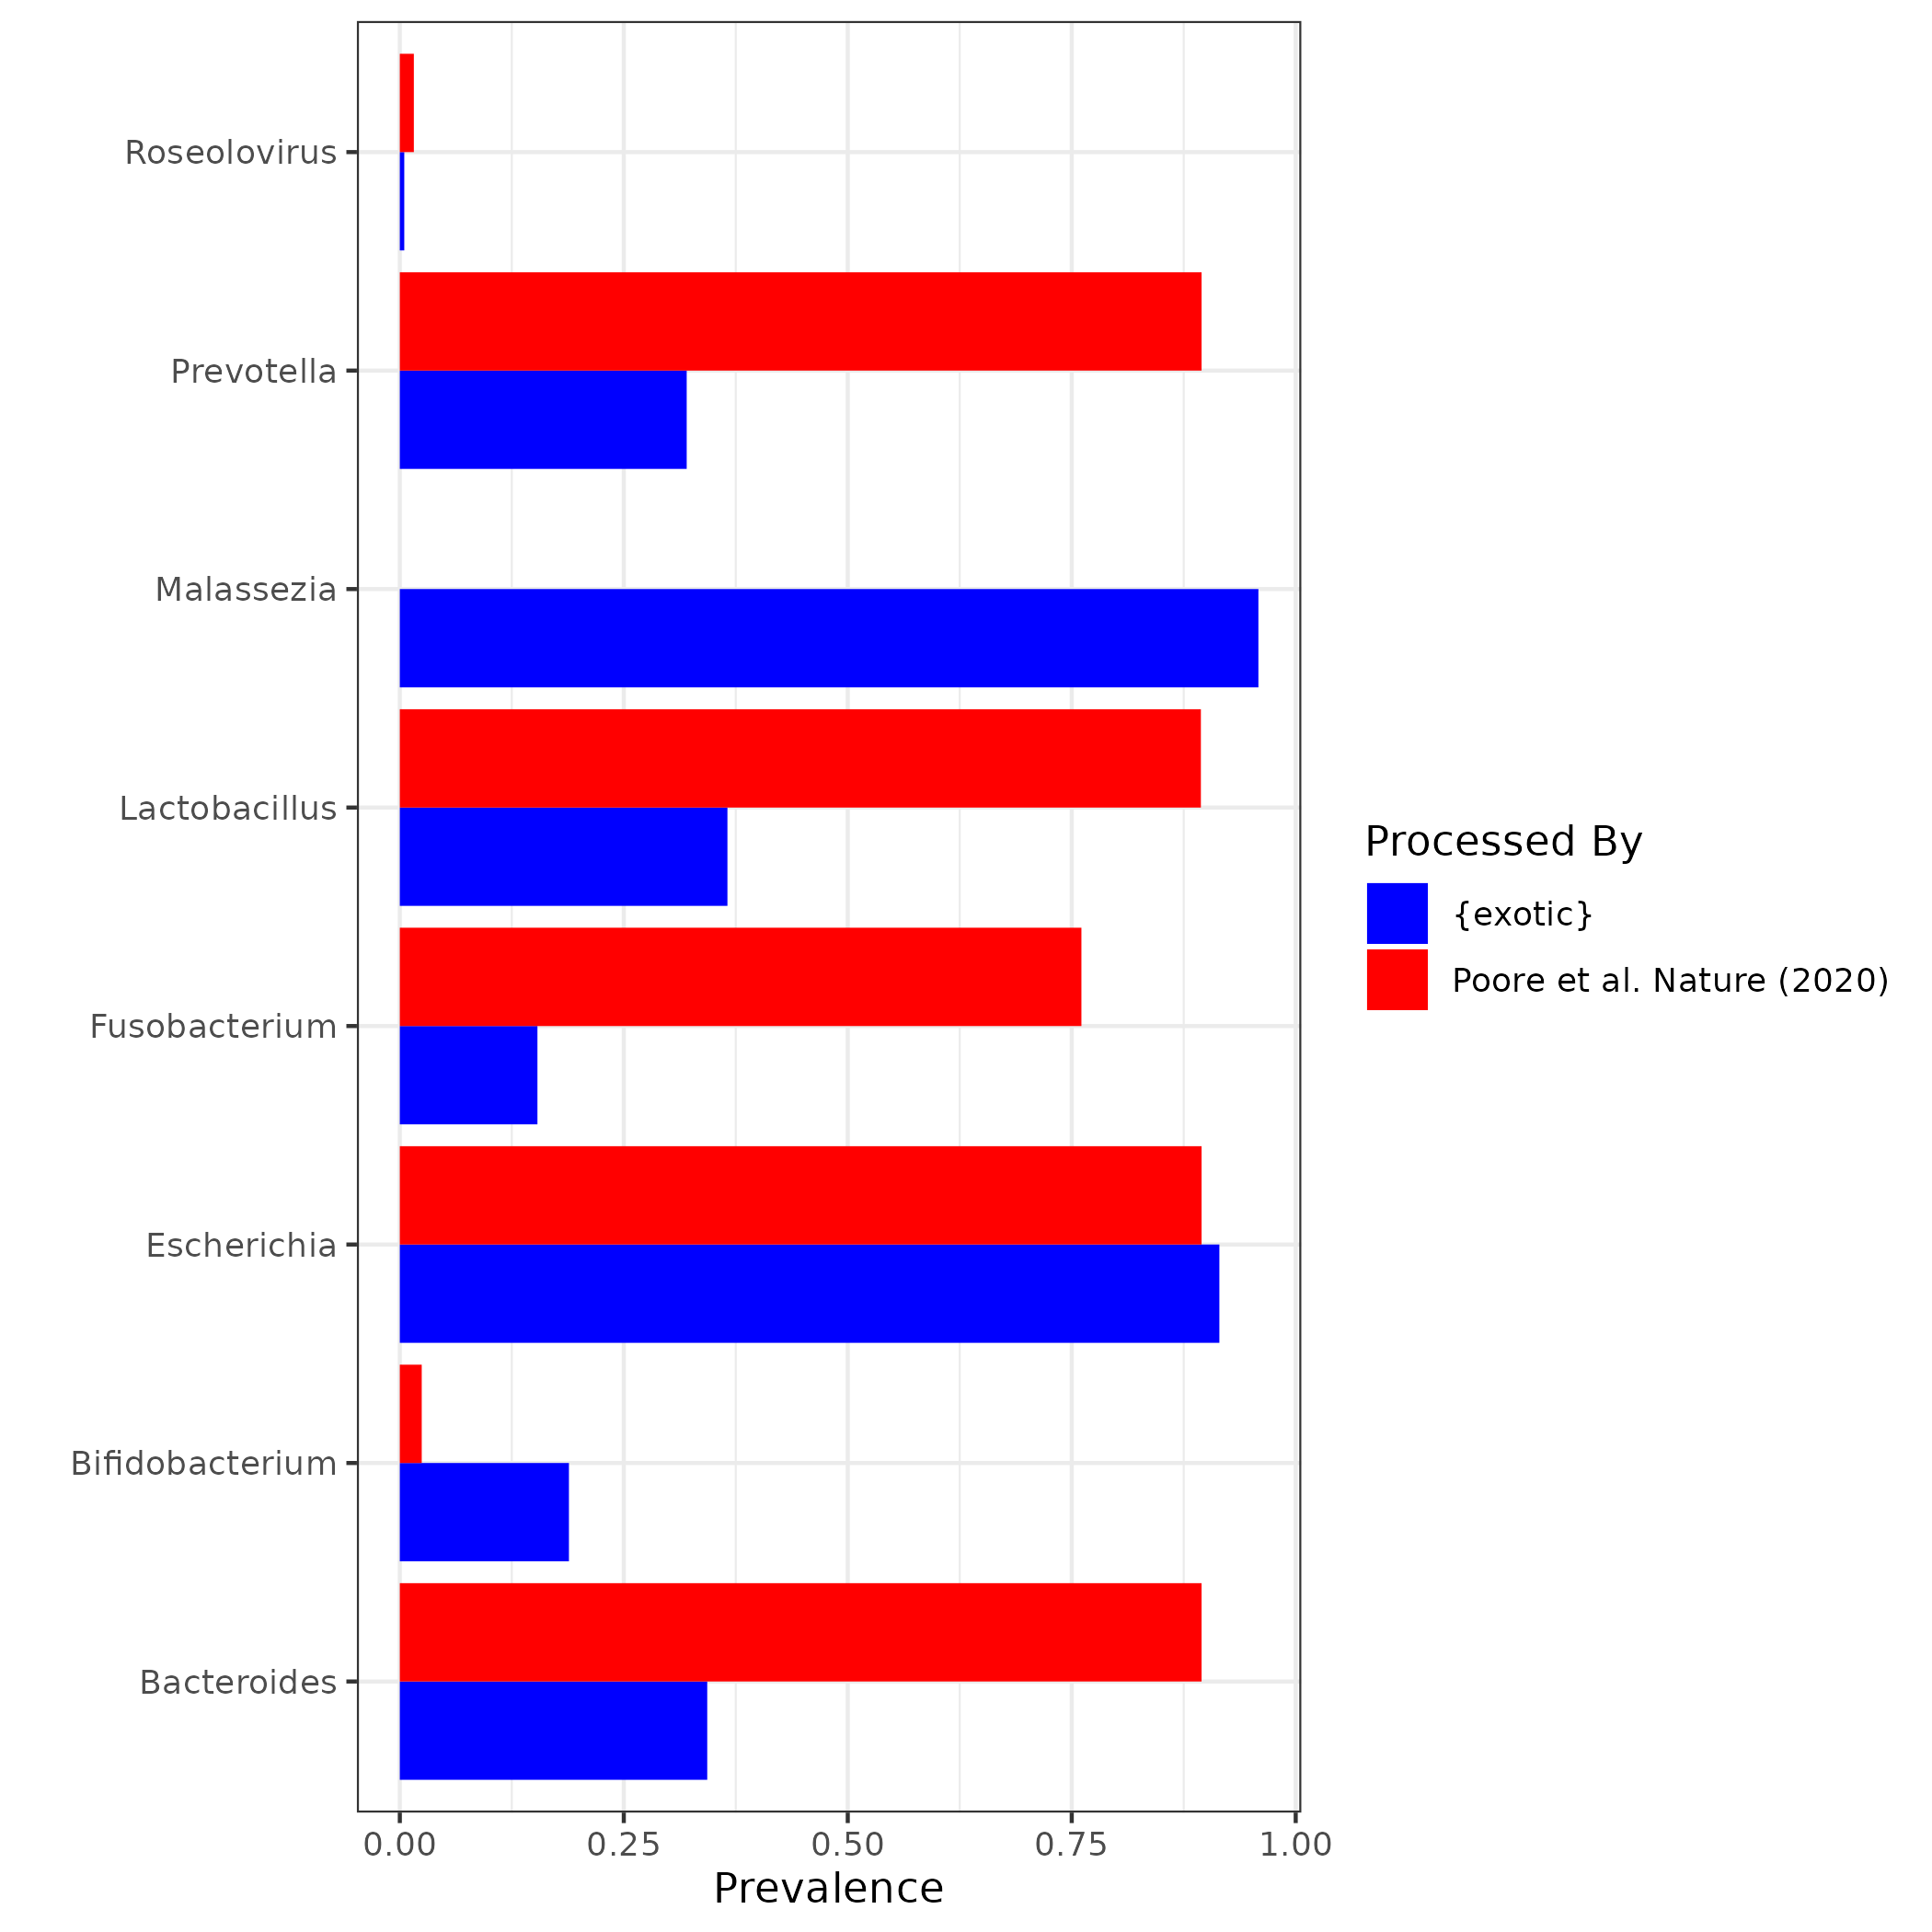 Roseolovirus
Prevotella
Malassezia
Lactobacillus
Fusobacterium
Escherichia
Bifidobacterium
Bacteroides
0.00 0.25 0.50 0.75 1.00
Prevalence
Processed By
{exotic}
Poore et al. Nature (2020)